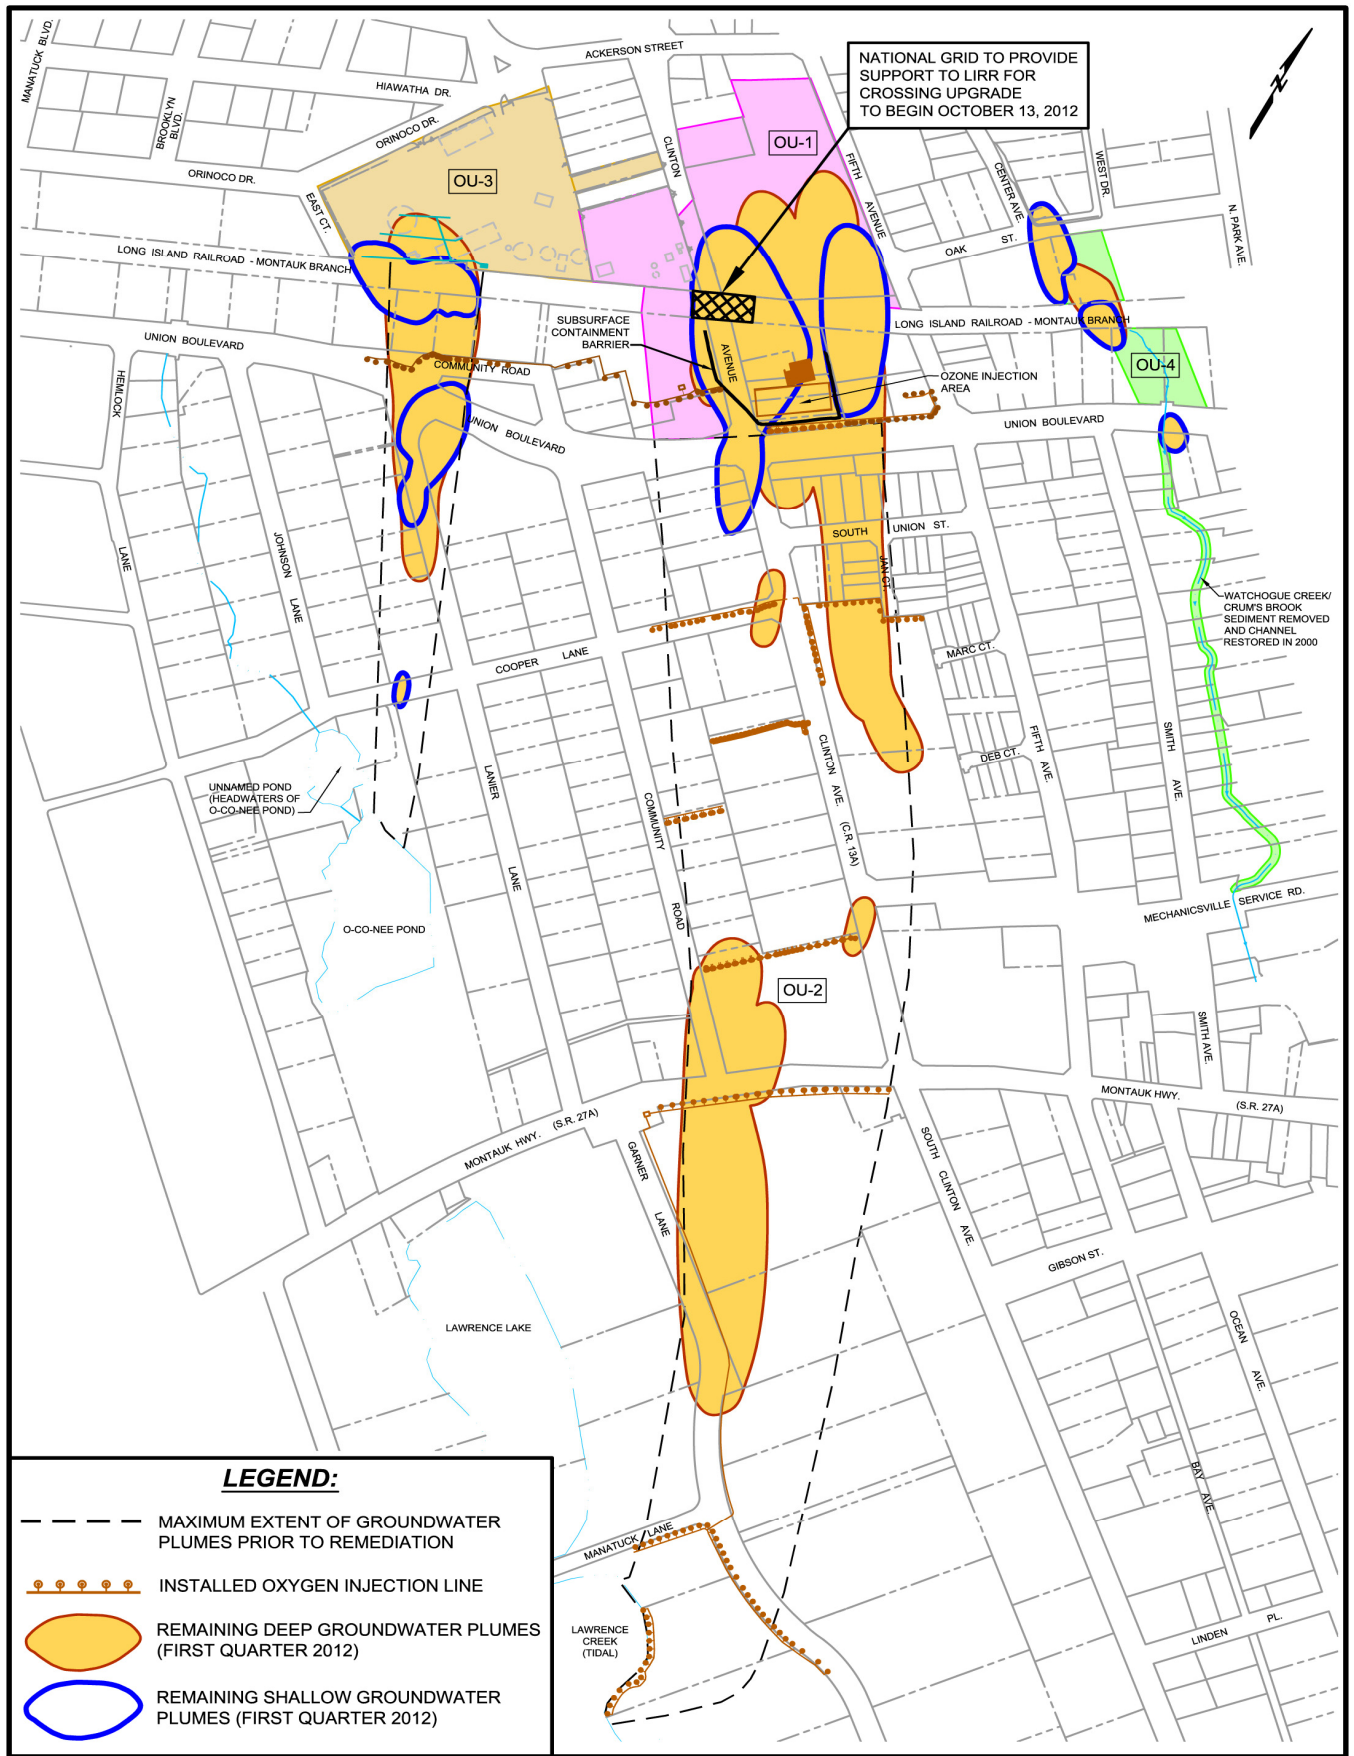 MANATUCK BLVD.
BROOKLYN
BLVD.
HIAWATHA DR.
ORINOCO DR.
ORINOCO DR.
EAST CT.
ACKERSON STREET
CLINTON
AVENUE
FIFTH
AVENUE
NATIONAL GRID TO PROVIDE
SUPPORT TO LIRR FOR
CROSSING UPGRADE
TO BEGIN OCTOBER 13, 2012
N
OU-3
OU-1
CENTER AVE.
WEST DR.
N. PARK AVE.
OAK ST.
LONG ISLAND RAILROAD - MONTAUK BRANCH
LONG ISLAND RAILROAD - MONTAUK BRANCH
SUBSURFACE
CONTAINMENT
BARRIER
UNION BOULEVARD
COMMUNITY ROAD
UNION BOULEVARD
OZONE INJECTION
AREA
OU-4
UNION BOULEVARD
HEMLOCK
LANE
JOHNSON
LANE
SOUTH UNION ST.
JAN CT.
WATCHOGUE CREEK/
CRUM'S BROOK
SEDIMENT REMOVED
AND CHANNEL
RESTORED IN 2000
COOPER LANE
MARC CT.
DEB CT.
FIFTH AVE.
SMITH
AVE.
UNNAMED POND
(HEADWATERS OF
O-CO-NEE POND)
LANIER
LANE
COMMUNITY
ROAD
CLINTON AVE. (C.R. 13A)
O-CO-NEE POND
MECHANICSVILLE SERVICE RD.
OU-2
SMITH AVE.
MONTAUK HWY. (S.R. 27A)
MONTAUK HWY. (S.R. 27A)
GARNER
LANE
SOUTH CLINTON AVE.
GIBSON ST.
OCEAN
AVE.
LAWRENCE LAKE
BAY AVE.
MANATUCK LANE
LAWRENCE
CREEK
(TIDAL)
LINDEN PL.
LEGEND:
MAXIMUM EXTENT OF GROUNDWATER
PLUMES PRIOR TO REMEDIATION
INSTALLED OXYGEN INJECTION LINE
REMAINING DEEP GROUNDWATER PLUMES
(FIRST QUARTER 2012)
REMAINING SHALLOW GROUNDWATER
PLUMES (FIRST QUARTER 2012)